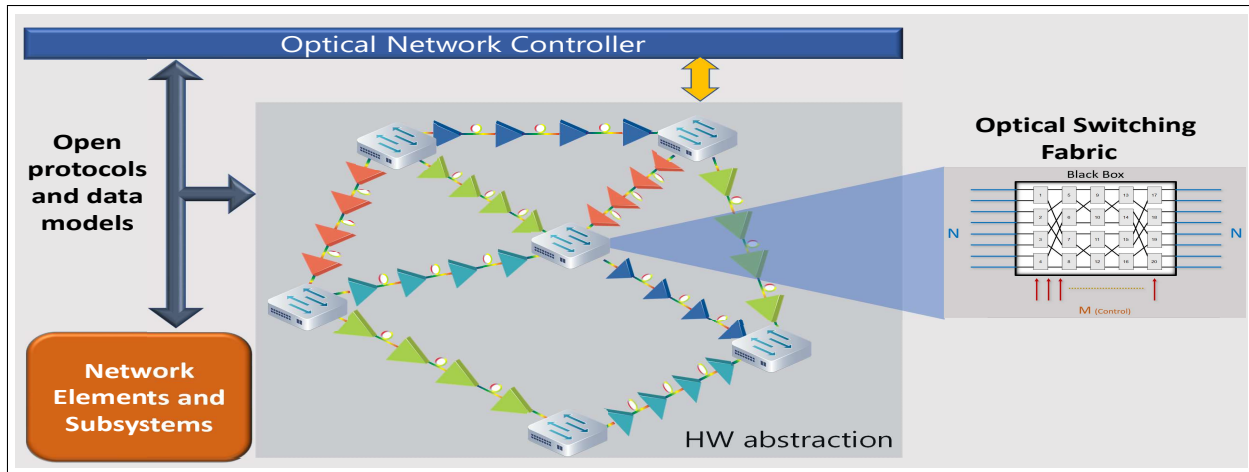 Optical Network Controller
Open
protocols
and data
models
Network
Elements and
Subsystems
HW abstraction
Optical Switching
Fabric
Black Box
N
N
1
5
9
13
17
2
6
10
14
18
3
7
11
15
19
4
8
12
16
20
M (Control)